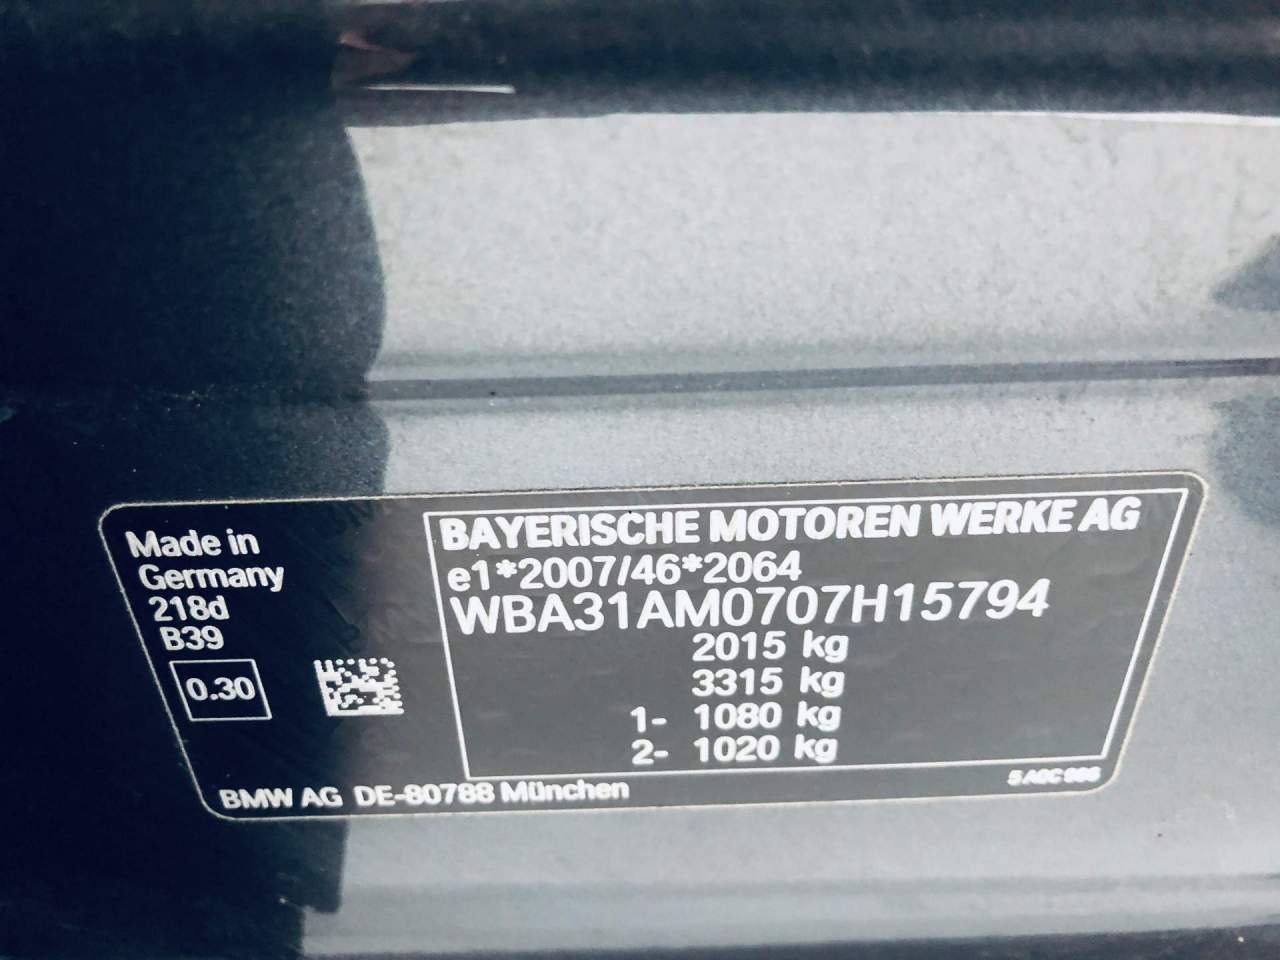 Made in
Germany
218d
B39
0.30
BAYERISCHE MOTOREN WERKE AG
e1*2007/46*2064
WBA31AM0707H15794
2015 kg
3315 kg
1- 1080 kg
2- 1020 kg
BMW AG DE-80788 München